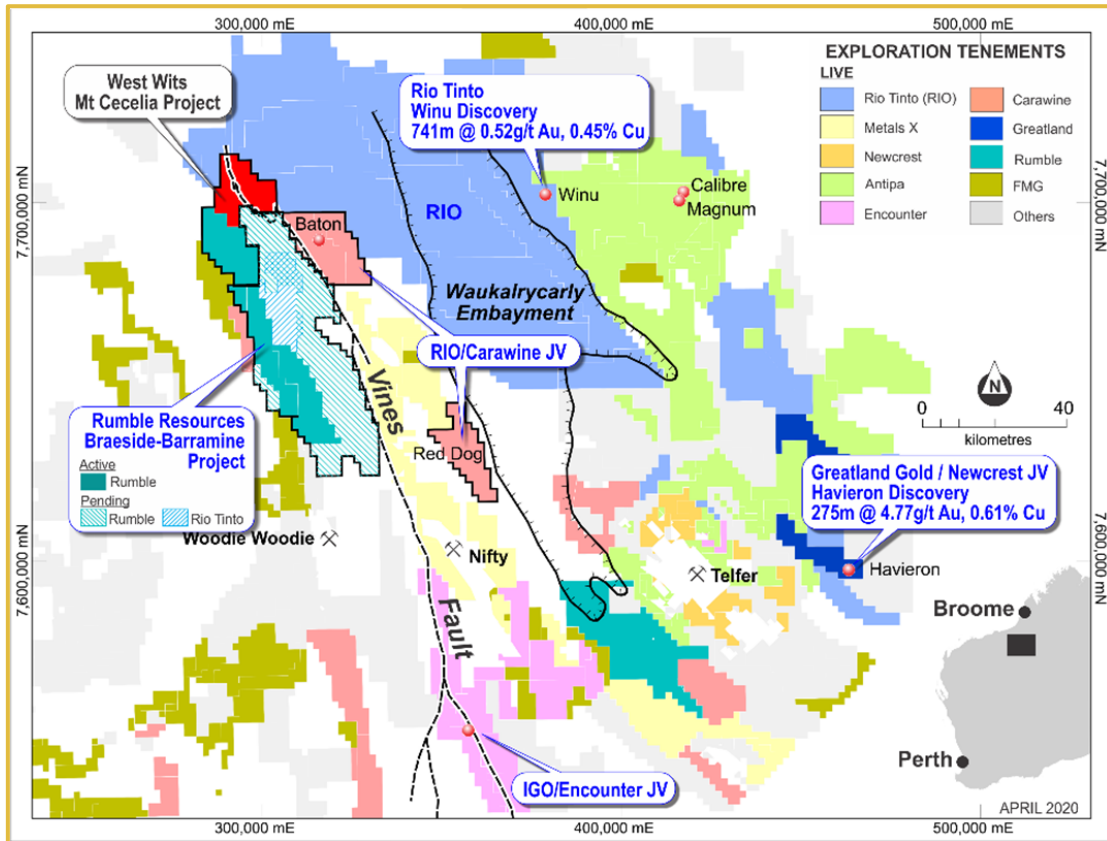 300,000 mE
400,000 mE
500,000 mE
West Wits
Mt Cecelia Project
Rio Tinto
Winu Discovery
741m @ 0.52g/t Au, 0.45% Cu
EXPLORATION TENEMENTS
LIVE
Rio Tinto (RIO)
Carawine
Metals X
Greatland
Newcrest
Rumble
Antipa
FMG
Encounter
Others
7,700,000 mN
7,700,000 mN
Baton
RIO
Winu
Calibre
Magnum
Waukalrycarly
Embayment
RIO/Carawine JV
Vines
N
0
40
kilometres
Rumble Resources
Braeside-Barramine
Project
Active
Rumble
Pending
Rumble
Rio Tinto
Red Dog
Greatland Gold / Newcrest JV
Havieron Discovery
275m @ 4.77g/t Au, 0.61% Cu
Woodie Woodie
Nifty
Telfer
Havieron
7,600,000 mN
7,600,000 mN
Fault
Broome
Perth
IGO/Encounter JV
APRIL 2020
300,000 mE
400,000 mE
500,000 mE